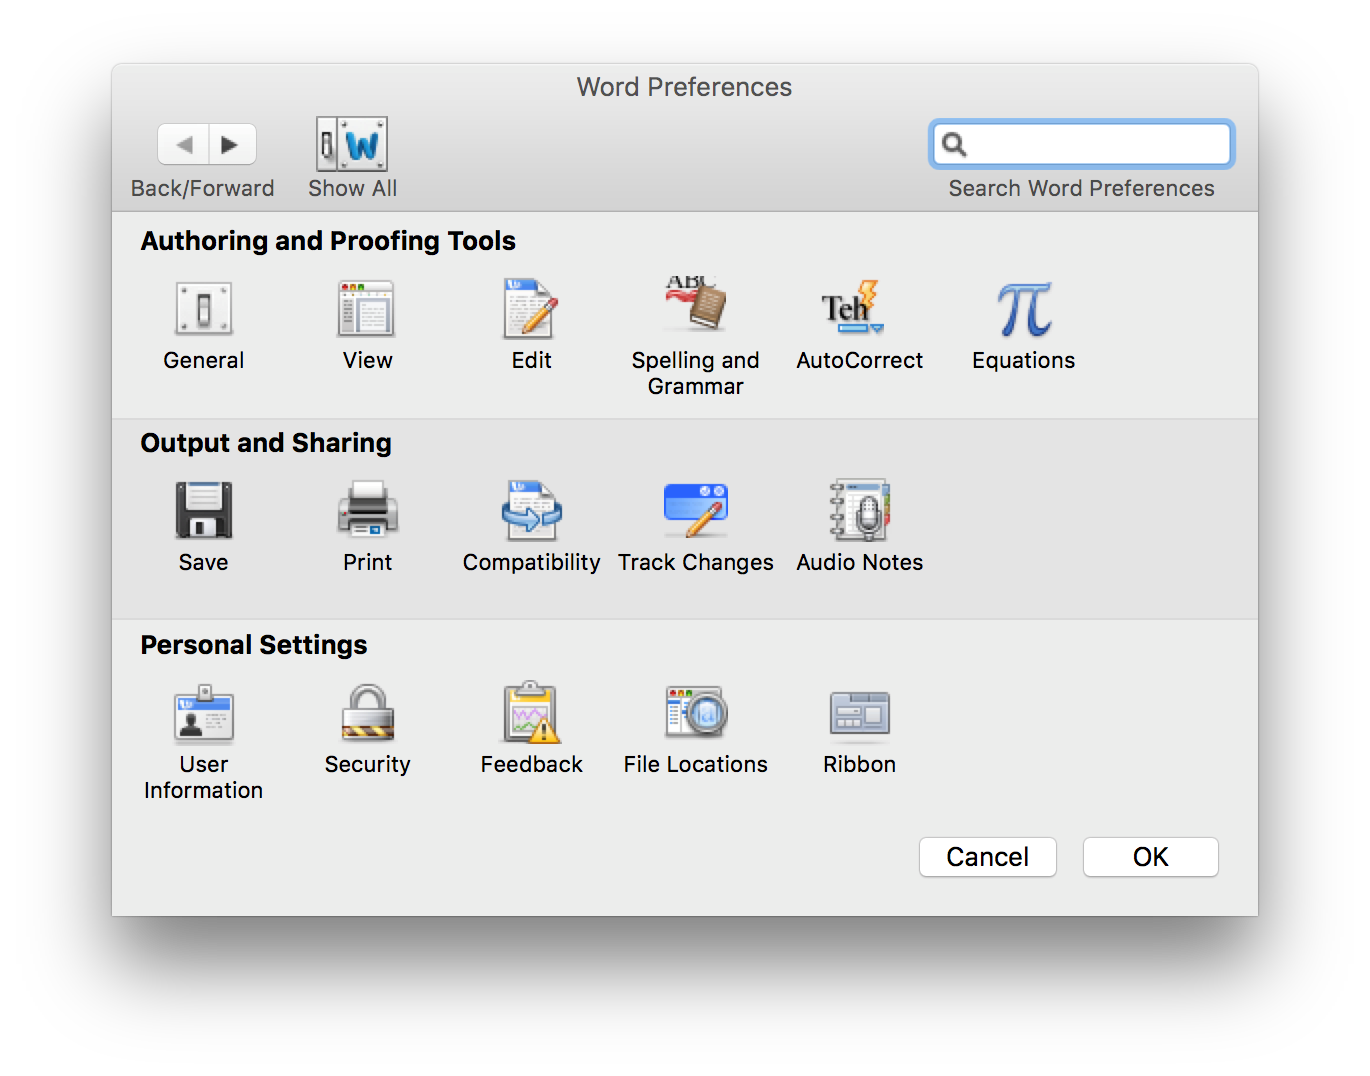 Word Preferences
W
Back/Forward
Show All
Search Word Preferences
Authoring and Proofing Tools
ABC
Teh
General
View
Edit
Spelling and
Grammar
AutoCorrect
Equations
Output and Sharing
Save
Print
Compatibility
Track Changes
Audio Notes
Personal Settings
User
Information
Security
Feedback
File Locations
Ribbon
Cancel
OK